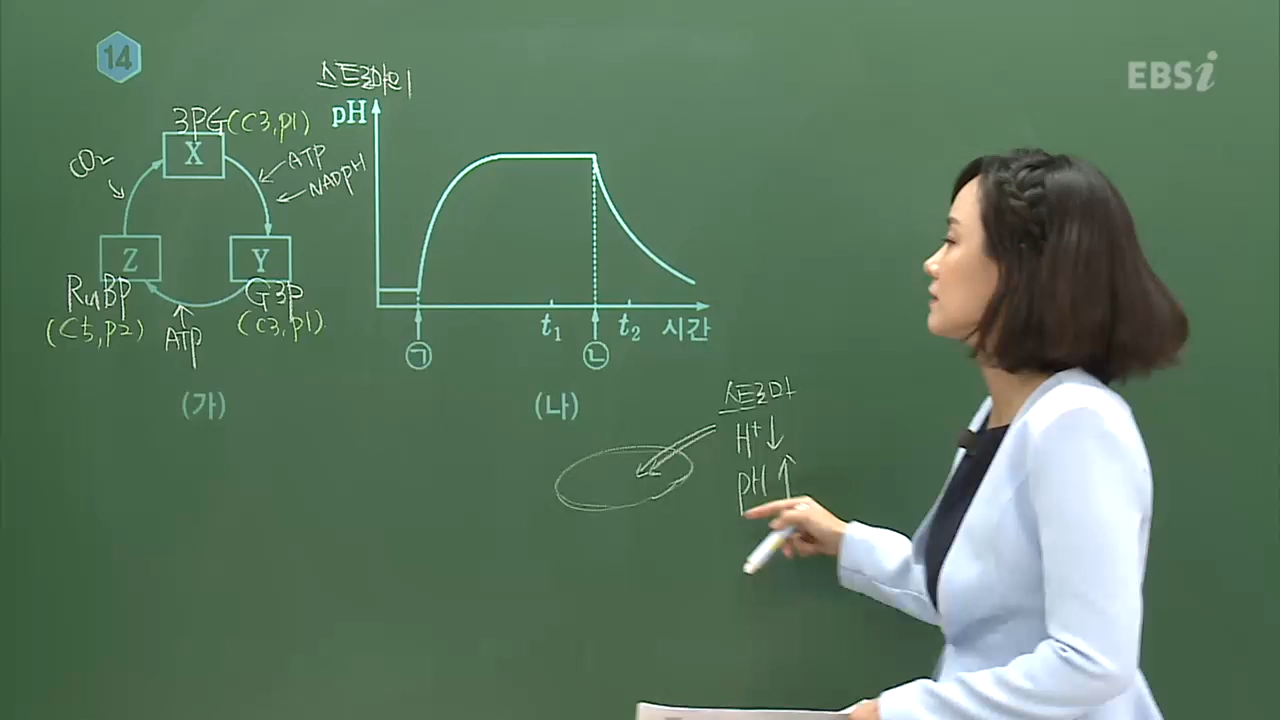 14
EBSi
3PG(C3,P1)
X
CO2
ATP
NADPH
Z
Y
RuBP
(C5,P2)
G3P
(C3,P1)
ATP
(가)
스트로마의
pH
t1
t2
시간
㉠
㉡
(나)
스트로마
H+↓
pH↑